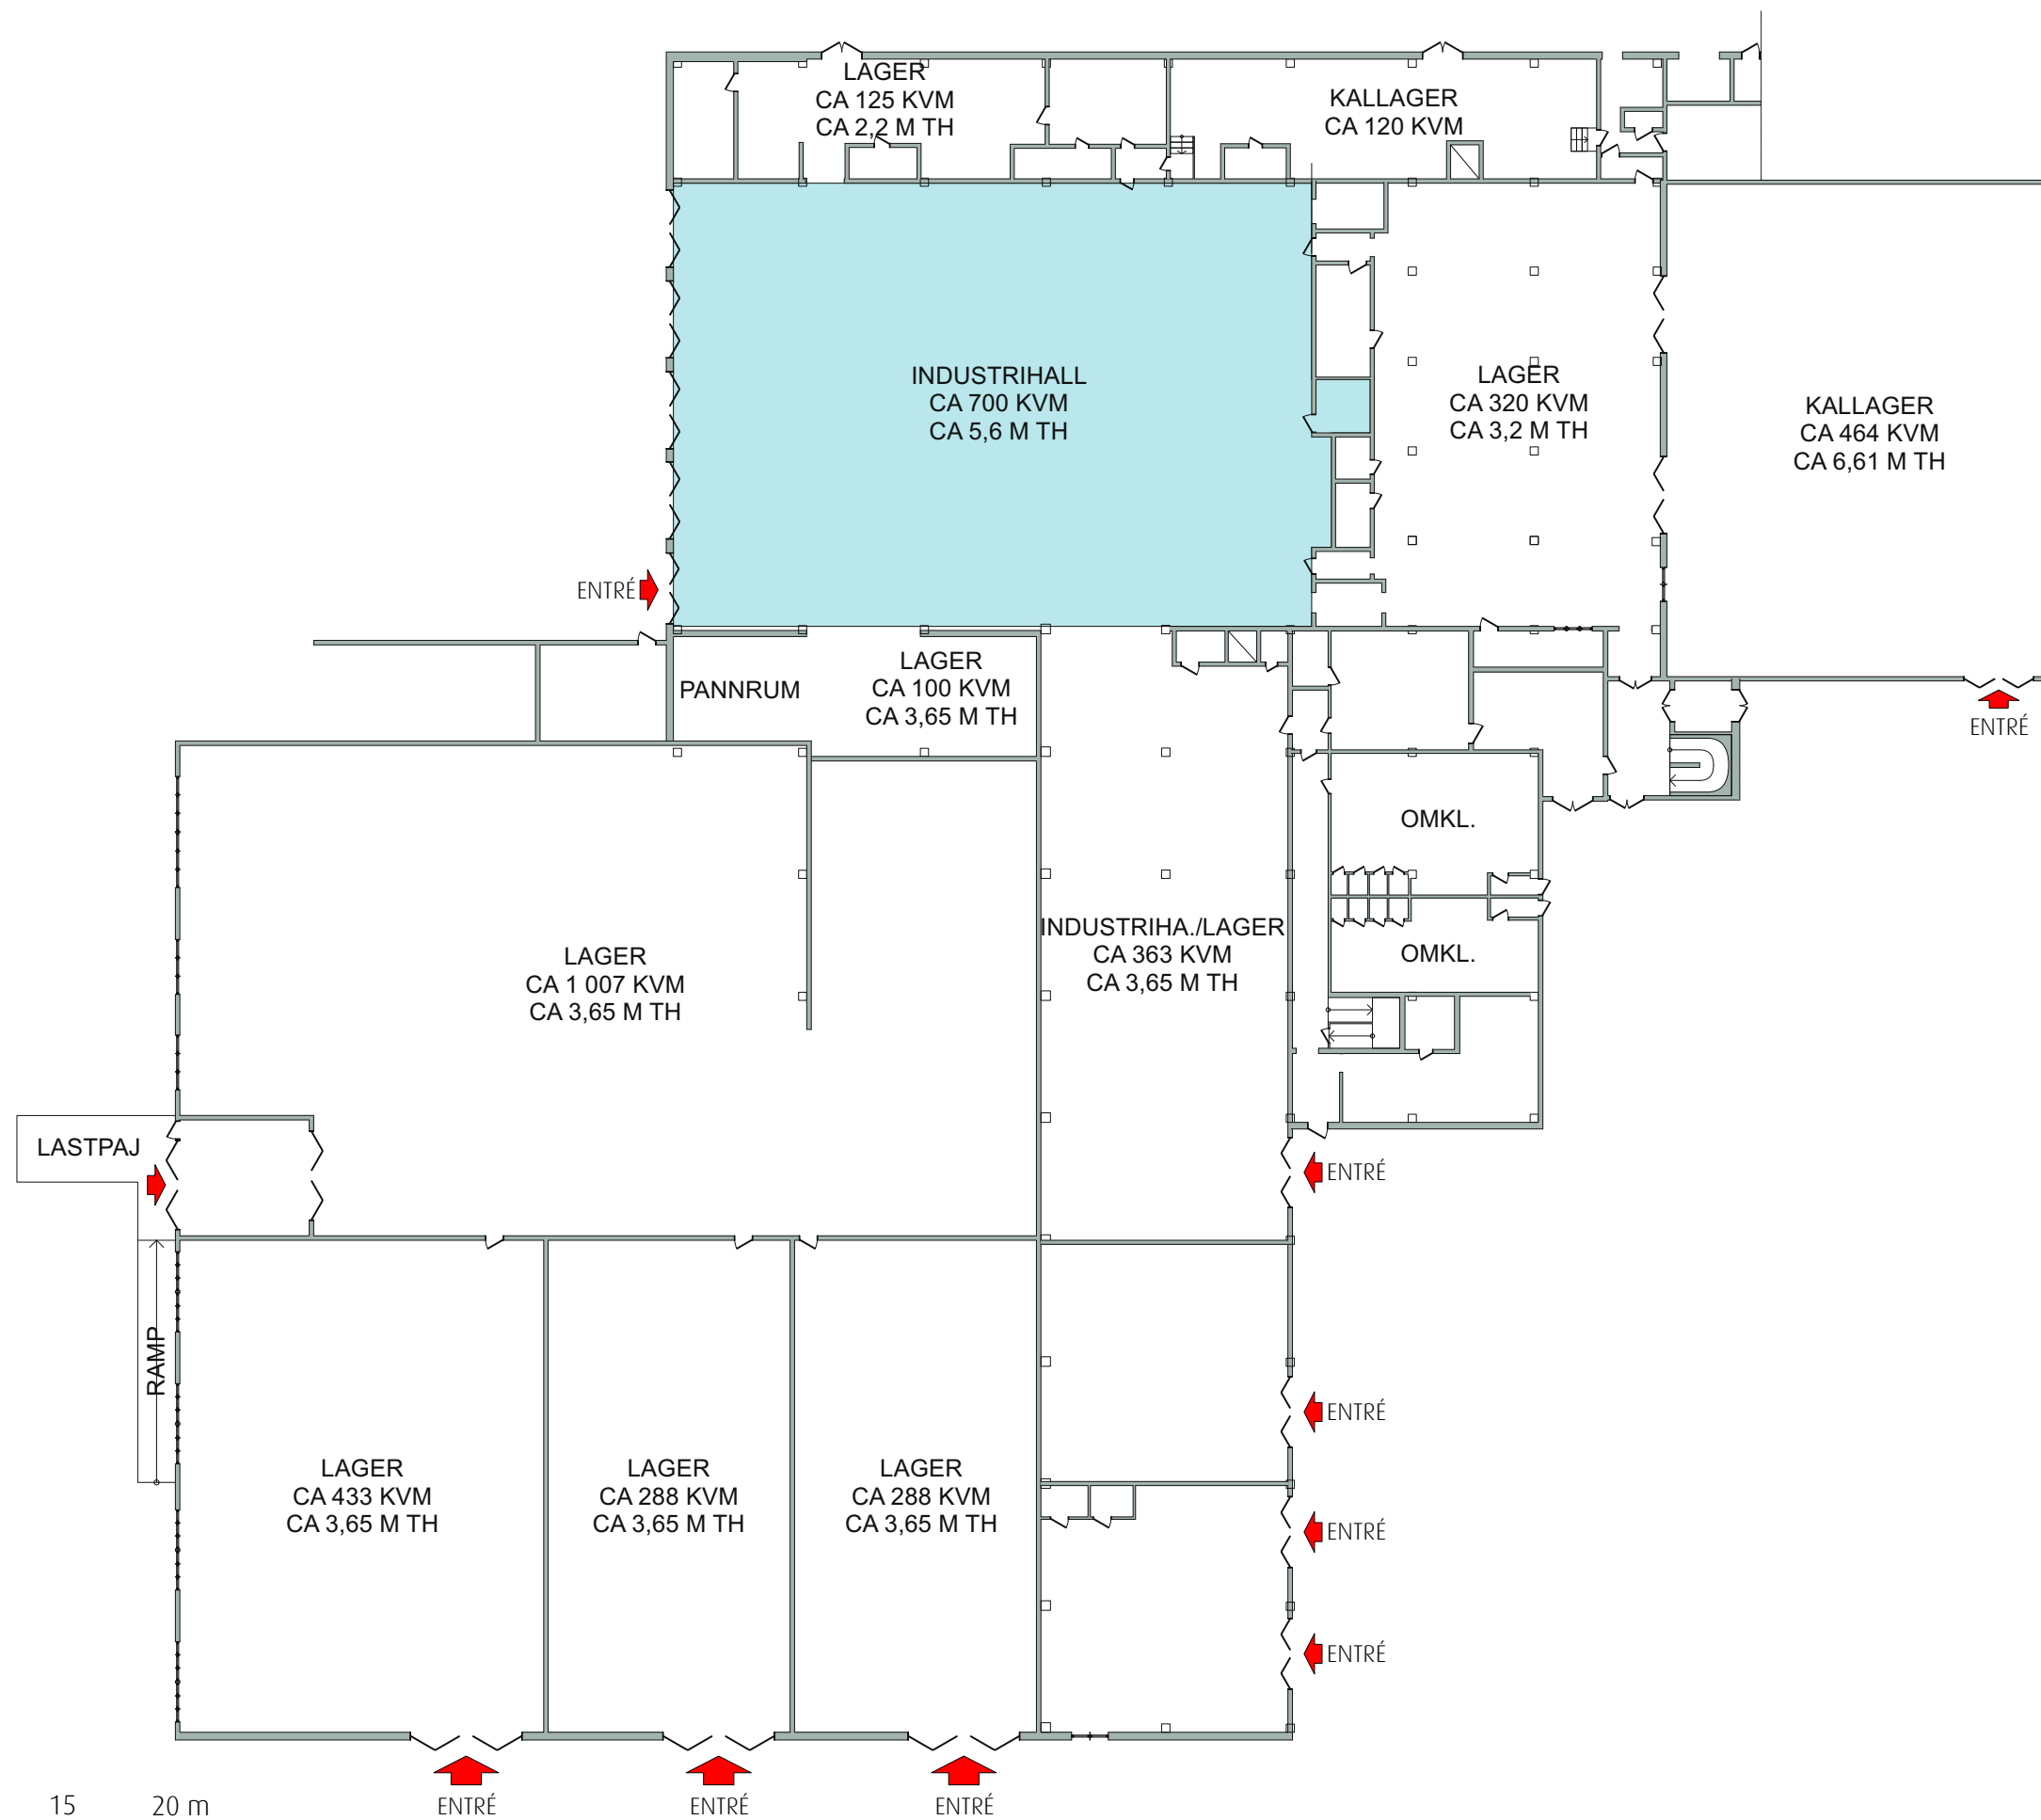 LAGER
CA 125 KVM
CA 2,2 M TH
KALLAGER
CA 120 KVM
INDUSTRIHALL
CA 700 KVM
CA 5,6 M TH
LAGER
CA 320 KVM
CA 3,2 M TH
KALLAGER
CA 464 KVM
CA 6,61 M TH
ENTRÉ
PANNRUM
LAGER
CA 100 KVM
CA 3,65 M TH
ENTRÉ
OMKL.
INDUSTRIHA./LAGER
CA 363 KVM
CA 3,65 M TH
OMKL.
LAGER
CA 1 007 KVM
CA 3,65 M TH
LASTPAJ
ENTRÉ
RAMP
ENTRÉ
LAGER
CA 433 KVM
CA 3,65 M TH
LAGER
CA 288 KVM
CA 3,65 M TH
LAGER
CA 288 KVM
CA 3,65 M TH
ENTRÉ
ENTRÉ
15 20 m
ENTRÉ
ENTRÉ
ENTRÉ